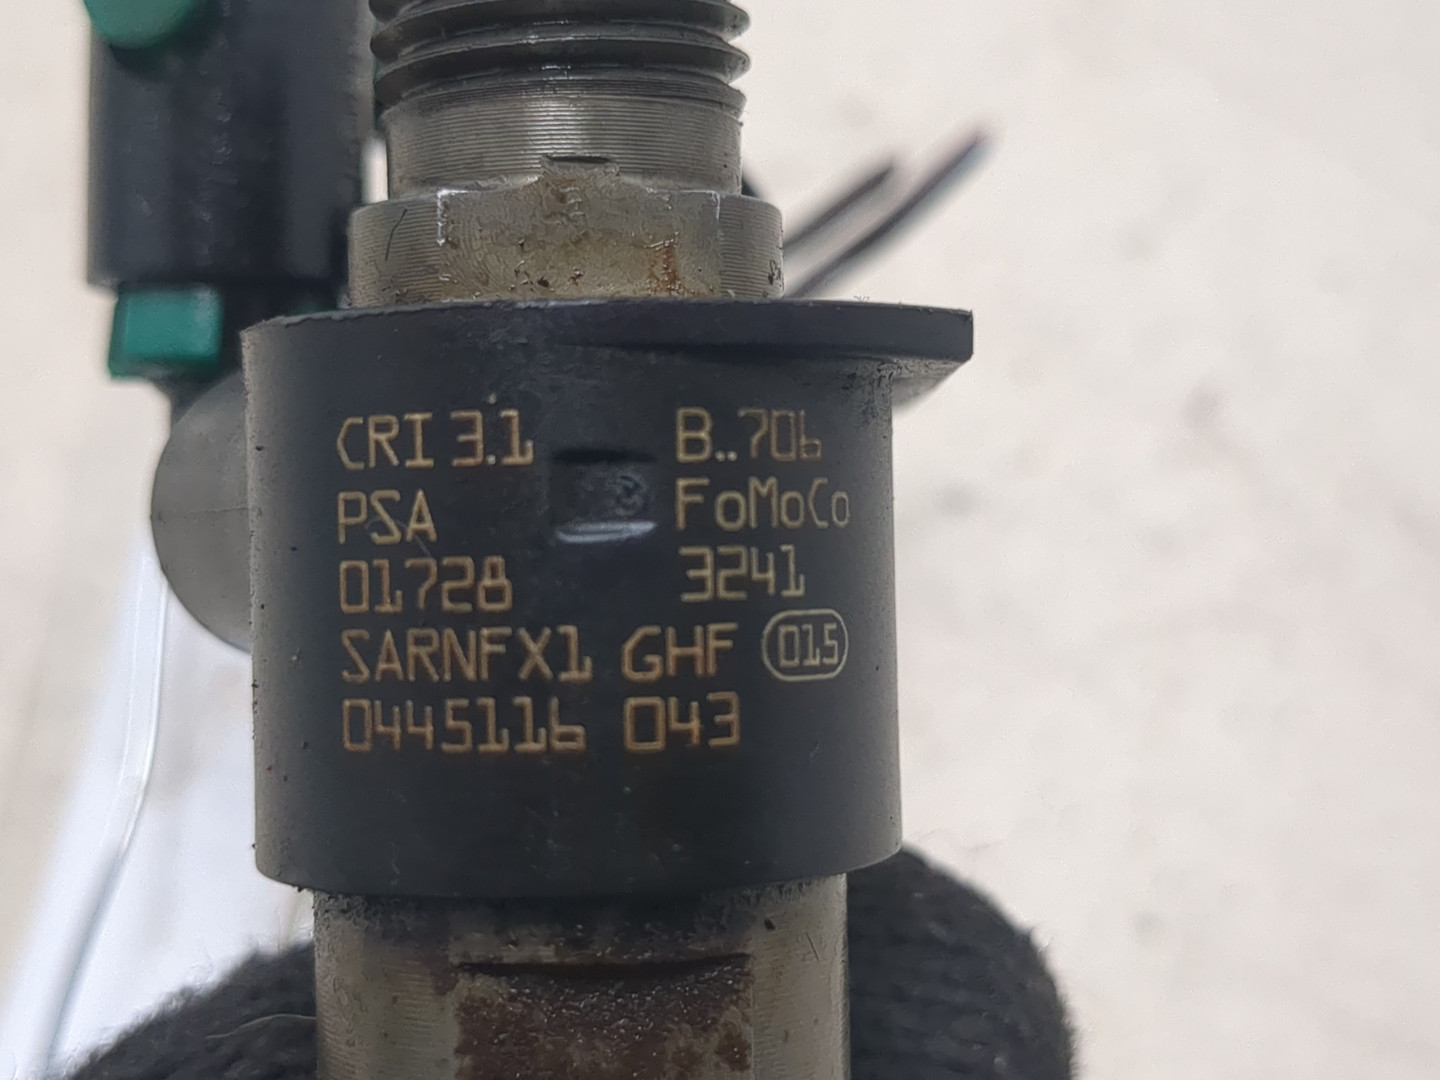 CRI 3.1 B..706
PSA FoMoCo
01728 3241
SARNFX1 GHF 015
0445116 043